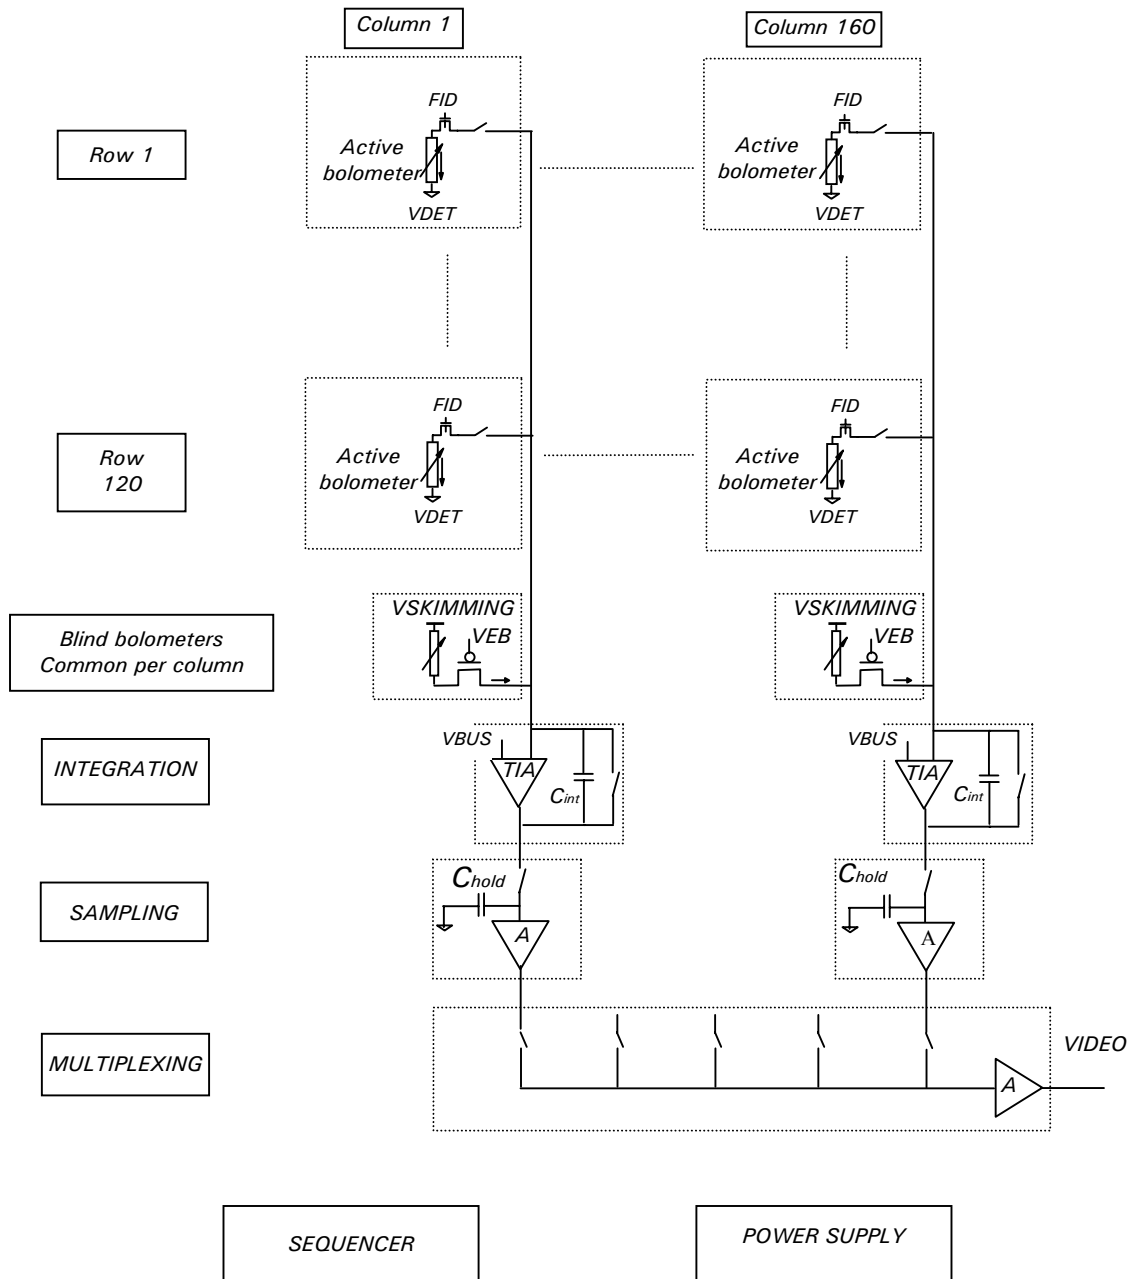 Column 1
Column 160
Row 1
FID
Active
bolometer
VDET
FID
Active
bolometer
VDET
Row
120
FID
Active
bolometer
VDET
FID
Active
bolometer
VDET
Blind bolometers
Common per column
VSKIMMING
VEB
VSKIMMING
VEB
INTEGRATION
VBUS
TIA
Cint
VBUS
TIA
Cint
SAMPLING
Chold
A
Chold
A
MULTIPLEXING
VIDEO
A
SEQUENCER
POWER SUPPLY